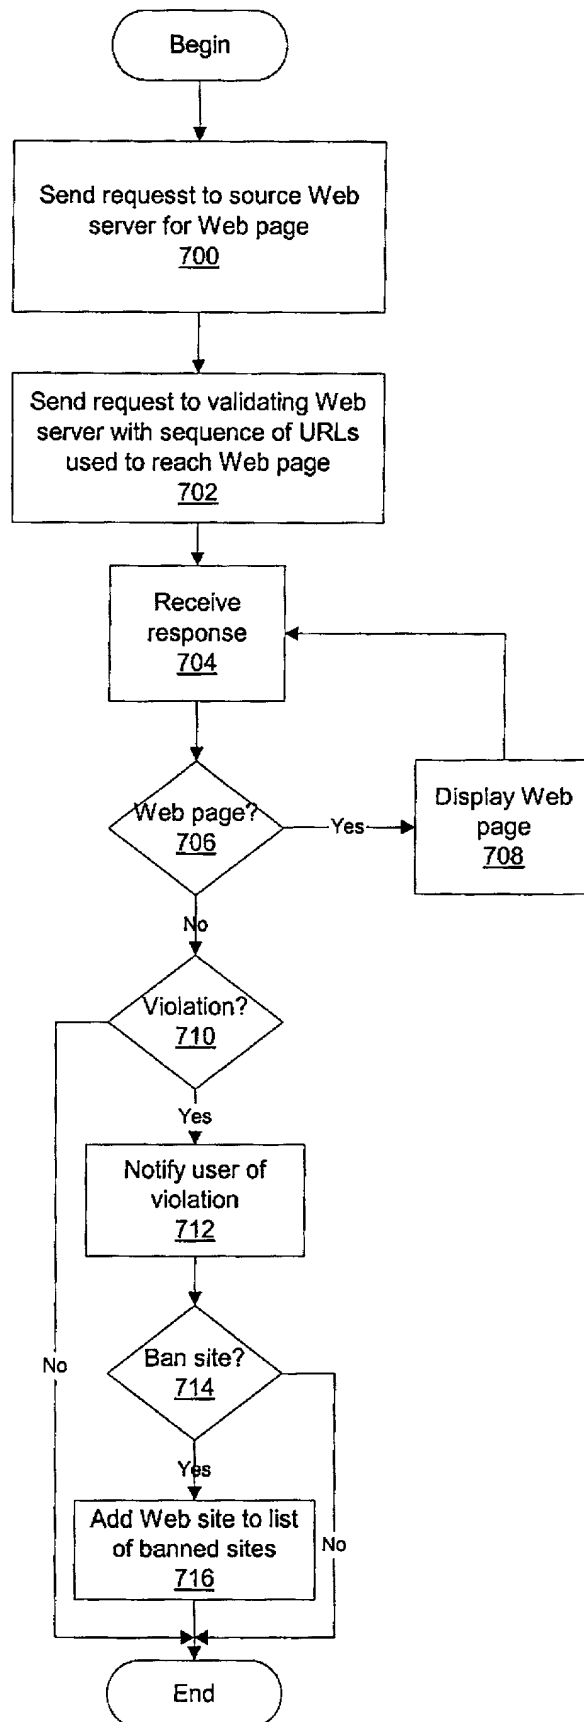 Begin
Send requesst to source Web
server for Web page
700
Send request to validating Web
server with sequence of URLs
used to reach Web page
702
Receive
response
704
Web page?
706
Yes
Display Web
page
708
No
Violation?
710
Yes
Notify user of
violation
712
No
Ban site?
714
Yes
Add Web site to list
of banned sites
716
No
End